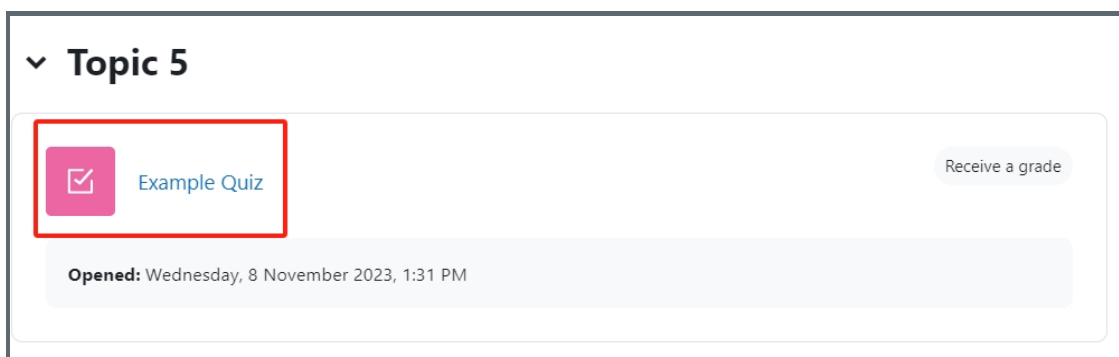 Topic 5
Example Quiz
Receive a grade
Opened: Wednesday, 8 November 2023, 1:31 PM